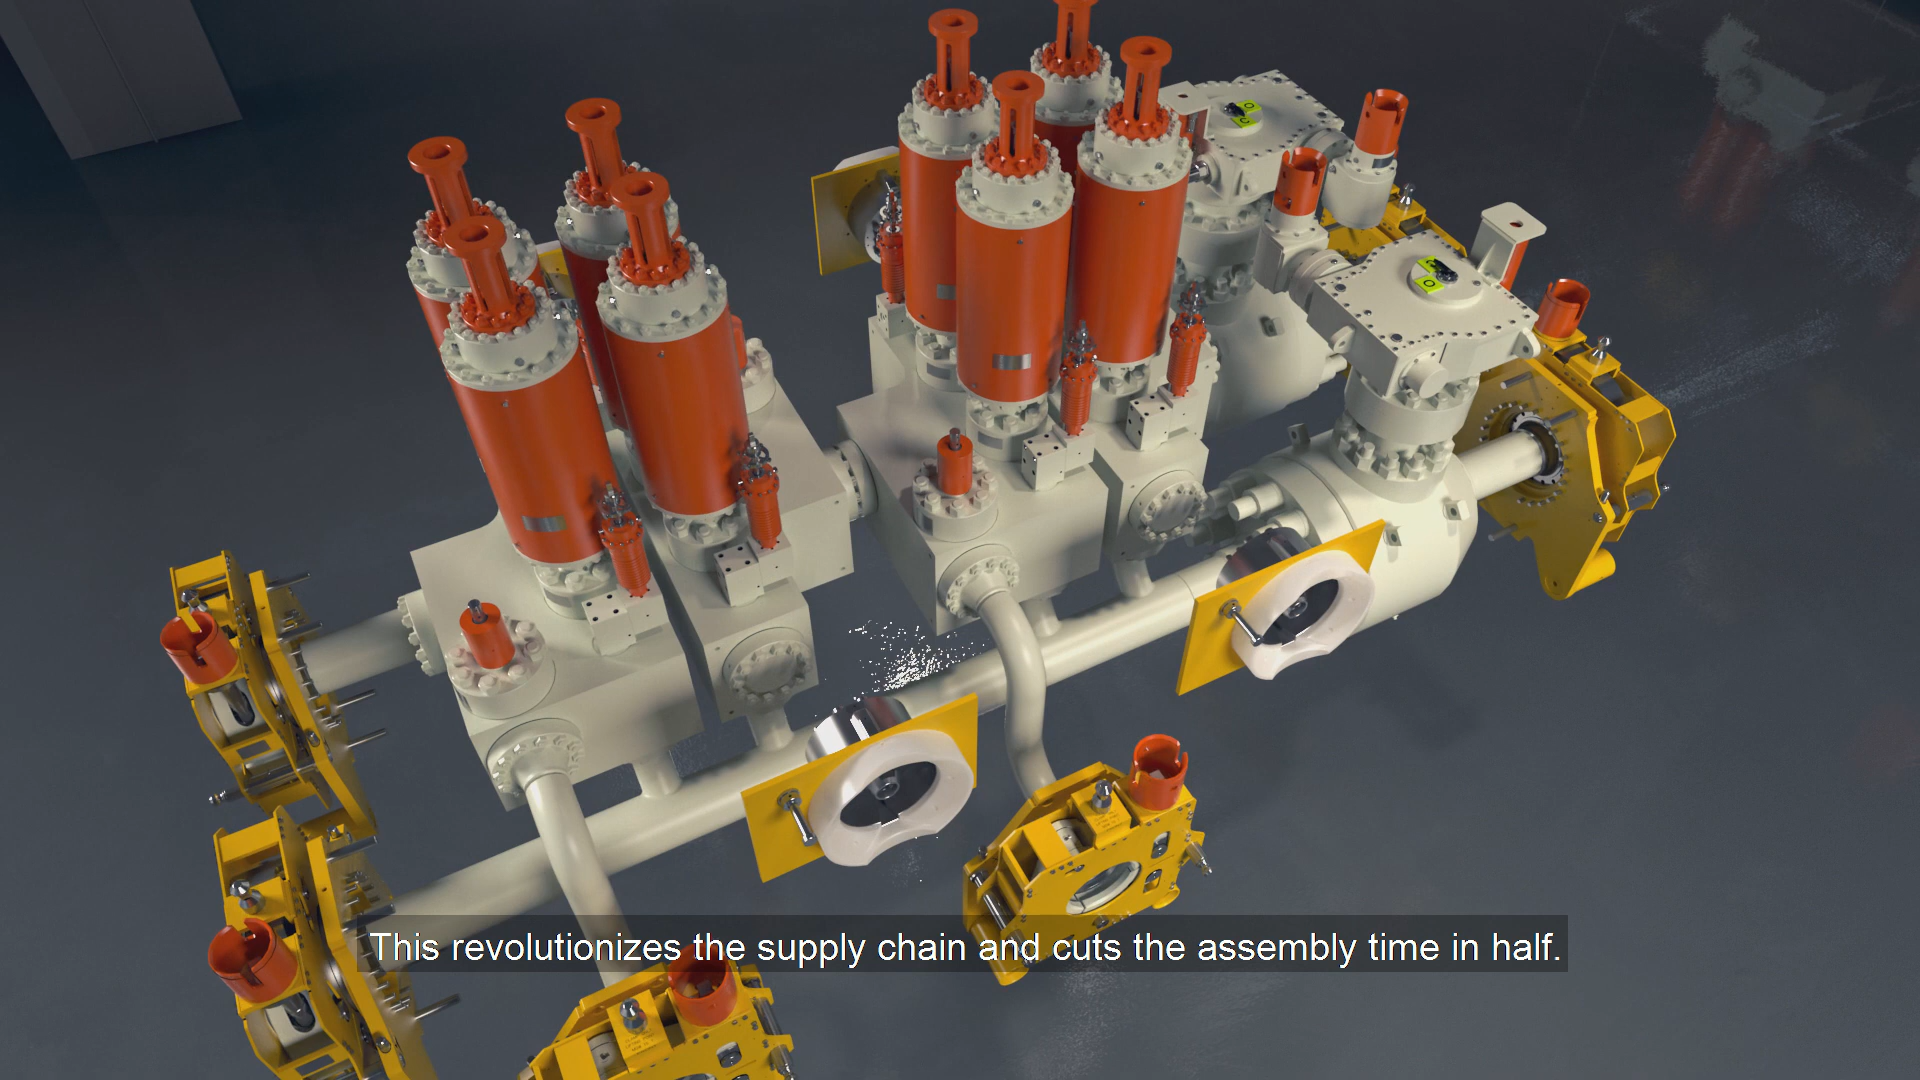 O
C
O
This revolutionizes the supply chain and cuts the assembly time in half.